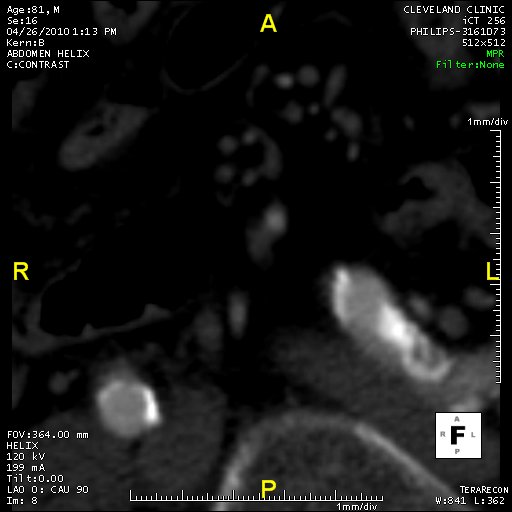 Age:81, M
Se:16
04/26/2010 1:13 PM
Kern:B
ABDOMEN HELIX
C:CONTRAST
A
CLEVELAND CLINIC
iCT 256
PHILIPS-3161D73
512x512
MPR
Filter:None
1mm/div
R
L
FOV:364.00 mm
HELIX
120 kV
199 mA
Tilt:0.00
LAO 0: CAU 90
Im: 8
P
1mm/div
A
R F L
P
TERARECON
W:841 L:362